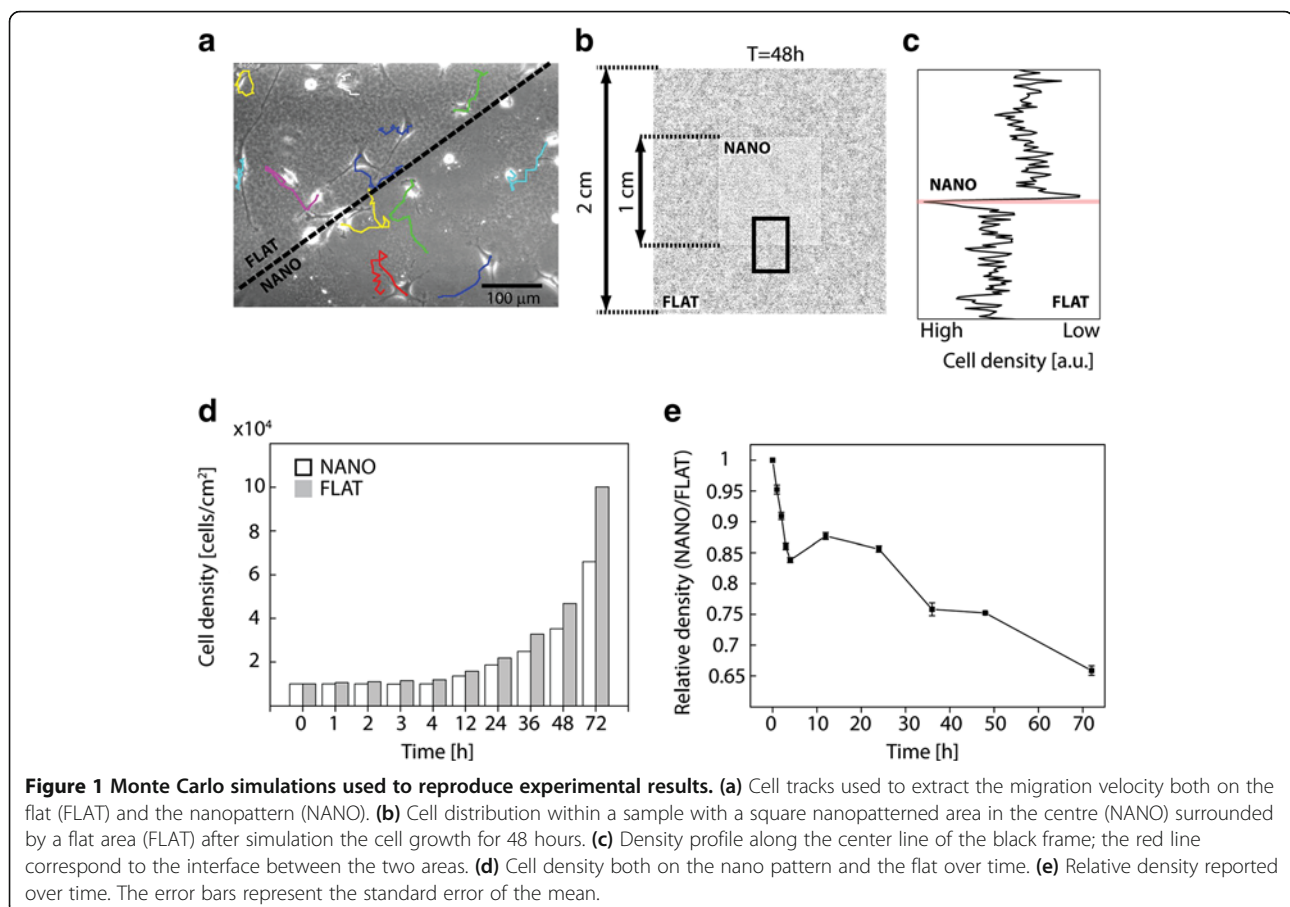 a
FLAT
NANO
100 µm
b
T=48h
2 cm
1 cm
NANO
FLAT
c
NANO
FLAT
High
Low
Cell density [a.u.]
d
x10⁴
Cell density [cells/cm²]
10
8
6
4
2
NANO
FLAT
0 1 2 3 4 12 24 36 48 72
Time [h]
e
Relative density (NANO/FLAT)
1
0.95
0.9
0.85
0.8
0.75
0.7
0.65
0 10 20 30 40 50 60 70
Time [h]
Figure 1 Monte Carlo simulations used to reproduce experimental results. (a) Cell tracks used to extract the migration velocity both on the
flat (FLAT) and the nanopattern (NANO). (b) Cell distribution within a sample with a square nanopatterned area in the centre (NANO) surrounded
by a flat area (FLAT) after simulation the cell growth for 48 hours. (c) Density profile along the center line of the black frame; the red line
correspond to the interface between the two areas. (d) Cell density both on the nano pattern and the flat over time. (e) Relative density reported
over time. The error bars represent the standard error of the mean.